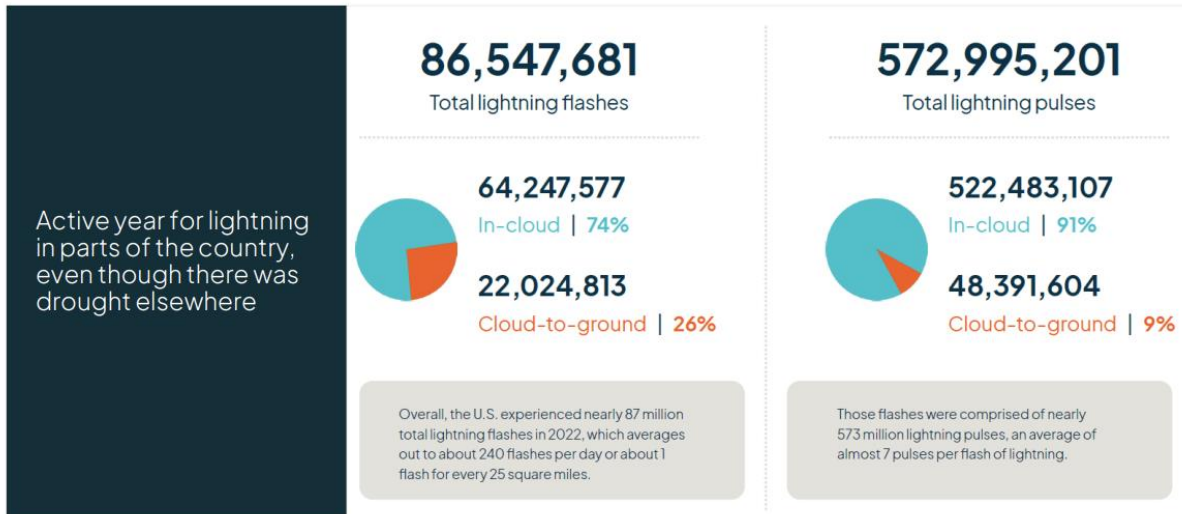 Active year for lightning
in parts of the country,
even though there was
drought elsewhere
86,547,681
Total lightning flashes
64,247,577
In-cloud | 74%
22,024,813
Cloud-to-ground | 26%
Overall, the U.S. experienced nearly 87 million
total lightning flashes in 2022, which averages
out to about 240 flashes per day or about 1
flash for every 25 square miles.
572,995,201
Total lightning pulses
522,483,107
In-cloud | 91%
48,391,604
Cloud-to-ground | 9%
Those flashes were comprised of nearly
573 million lightning pulses, an average of
almost 7 pulses per flash of lightning.